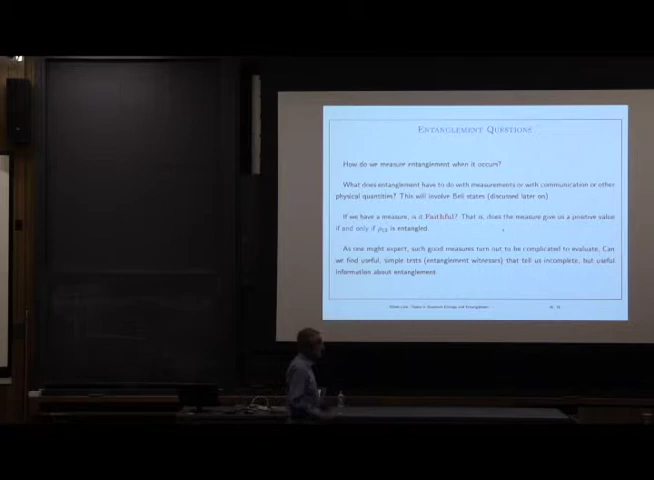 Entanglement Questions
How do we measure entanglement when it occurs?
What does entanglement have to do with measurements or with communication or other
physical quantities? This will involve Bell states (discussed later on)
If we have a measure, is it Faithful? That is, does the measure give us a positive value
if and only if ρ₁₂ is entangled.
As one might expect, such good measures turn out to be complicated to evaluate. Can
we find useful, simple tests (entanglement witnesses) that tell us incomplete, but useful
information about entanglement